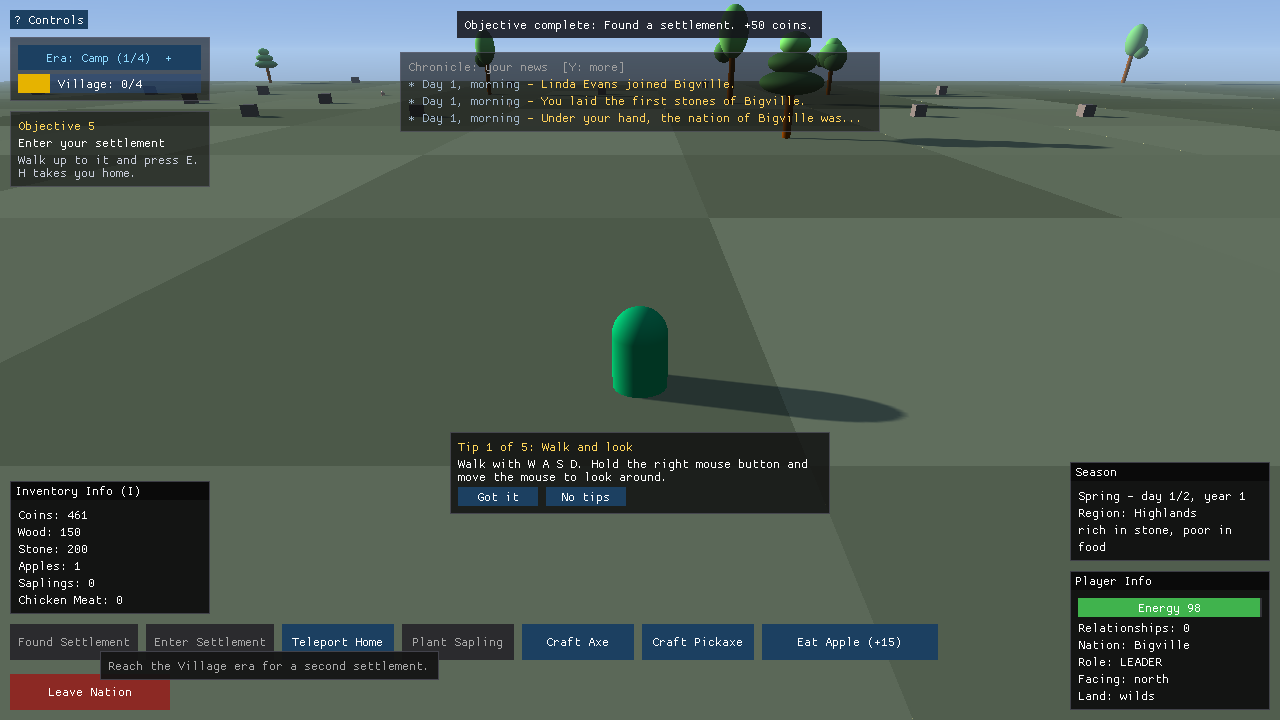 ? Controls
Objective complete: Found a settlement. +50 coins.
Era: Camp (1/4) +
Village: 0/4
Chronicle: your news [Y: more]
* Day 1, morning - Linda Evans joined Bigville.
* Day 1, morning - You laid the first stones of Bigville.
* Day 1, morning - Under your hand, the nation of Bigville was...
Objective 5
Enter your settlement
Walk up to it and press E.
H takes you home.
Tip 1 of 5: Walk and look
Walk with W A S D. Hold the right mouse button and
move the mouse to look around.
Got it
No tips
Inventory Info (I)
Coins: 461
Wood: 150
Stone: 200
Apples: 1
Saplings: 0
Chicken Meat: 0
Season
Spring - day 1/2, year 1
Region: Highlands
rich in stone, poor in
food
Player Info
Energy 98
Relationships: 0
Nation: Bigville
Role: LEADER
Facing: north
Land: wilds
Found Settlement
Enter Settlement
Teleport Home
Plant Sapling
Craft Axe
Craft Pickaxe
Eat Apple (+15)
Reach the Village era for a second settlement.
Leave Nation